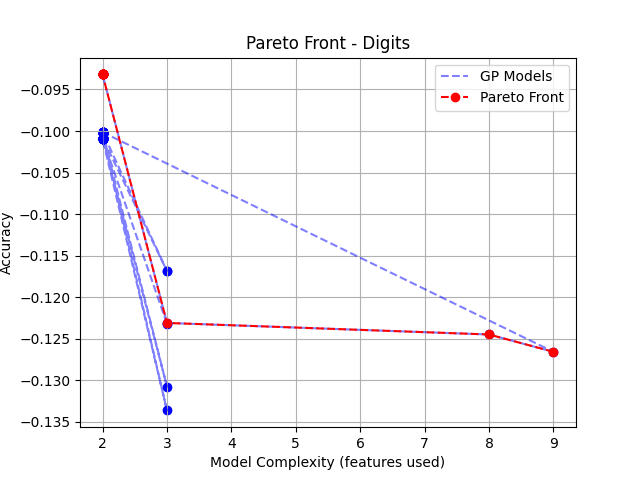 Pareto Front - Digits
GP Models
Pareto Front
−0.095
−0.100
−0.105
−0.110
−0.115
−0.120
−0.125
−0.130
−0.135
Accuracy
2 3 4 5 6 7 8 9
Model Complexity (features used)